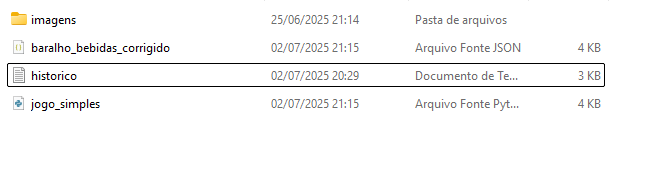 imagens 25/06/2025 21:14 Pasta de arquivos
baralho_bebidas_corrigido 02/07/2025 21:15 Arquivo Fonte JSON 4 KB
historico 02/07/2025 20:29 Documento de Te... 3 KB
jogo_simples 02/07/2025 21:15 Arquivo Fonte Pyt... 4 KB